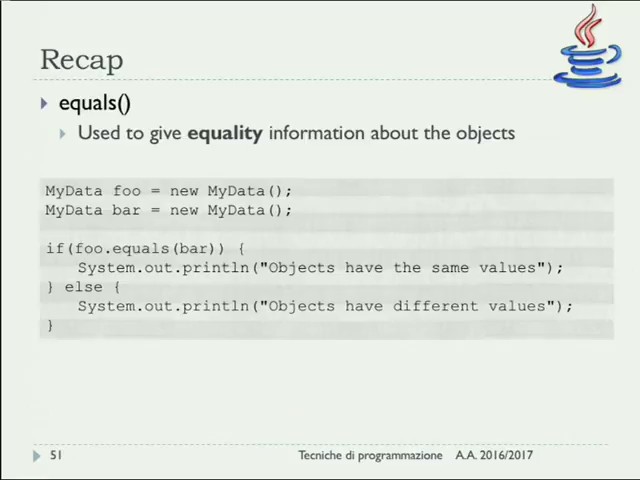 Recap
equals()
Used to give equality information about the objects
MyData foo = new MyData();
MyData bar = new MyData();
if(foo.equals(bar)) {
System.out.println("Objects have the same values");
} else {
System.out.println("Objects have different values");
}
51
Tecniche di programmazione A.A. 2016/2017